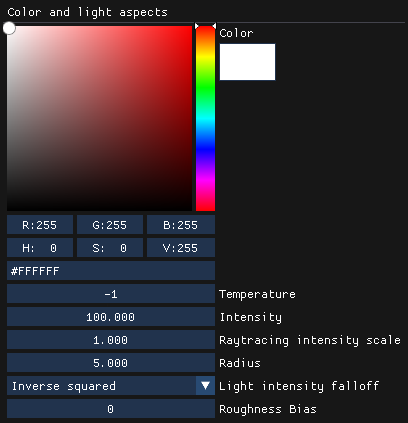 Color and light aspects
Color
R:255 G:255 B:255
H: 0 S: 0 V:255
#FFFFFF
-1 Temperature
100.000 Intensity
1.000 Raytracing intensity scale
5.000 Radius
Inverse squared Light intensity falloff
0 Roughness Bias